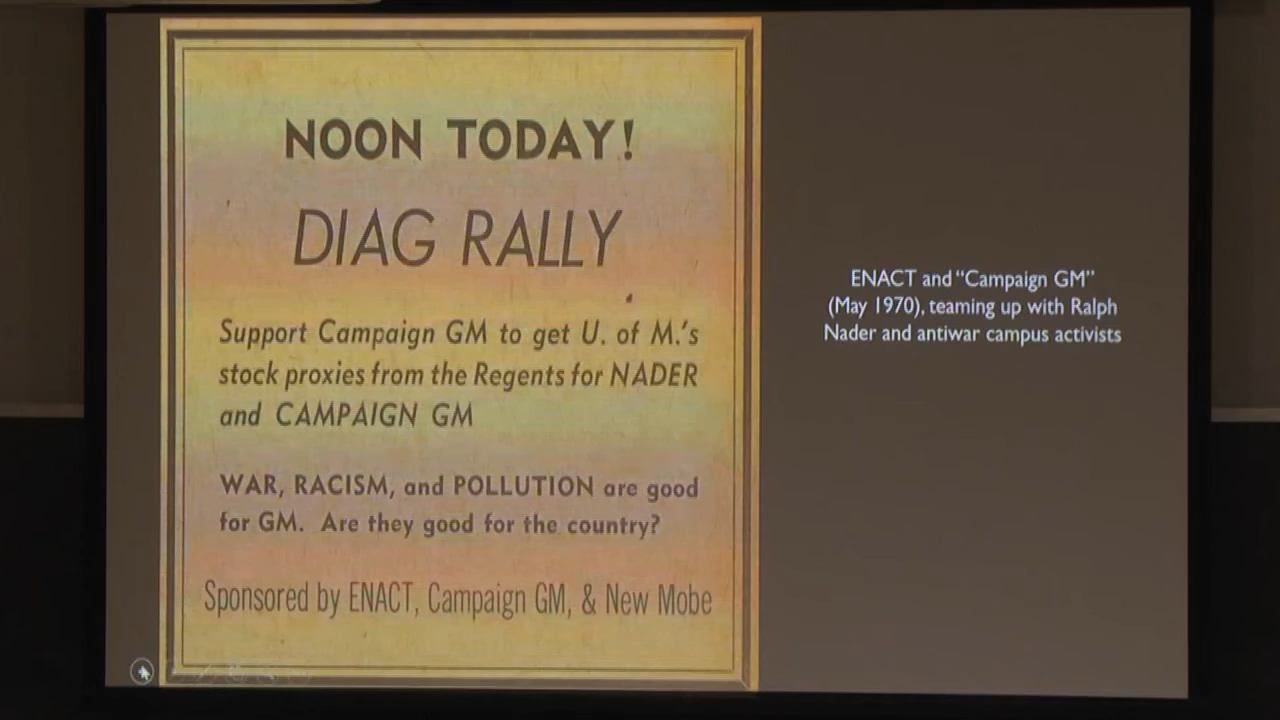 NOON TODAY!
DIAG RALLY
Support Campaign GM to get U. of M.'s
stock proxies from the Regents for NADER
and CAMPAIGN GM
WAR, RACISM, and POLLUTION are good
for GM. Are they good for the country?
Sponsored by ENACT, Campaign GM, & New Mobe
ENACT and “Campaign GM”
(May 1970), teaming up with Ralph
Nader and antiwar campus activists